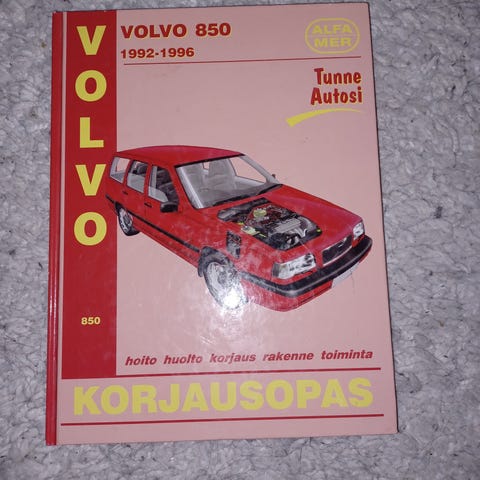 VOLVO
VOLVO 850
1992-1996
ALFA
MER
Tunne
Autosi
850
hoito huolto korjaus rakenne toiminta
KORJAUSOPAS